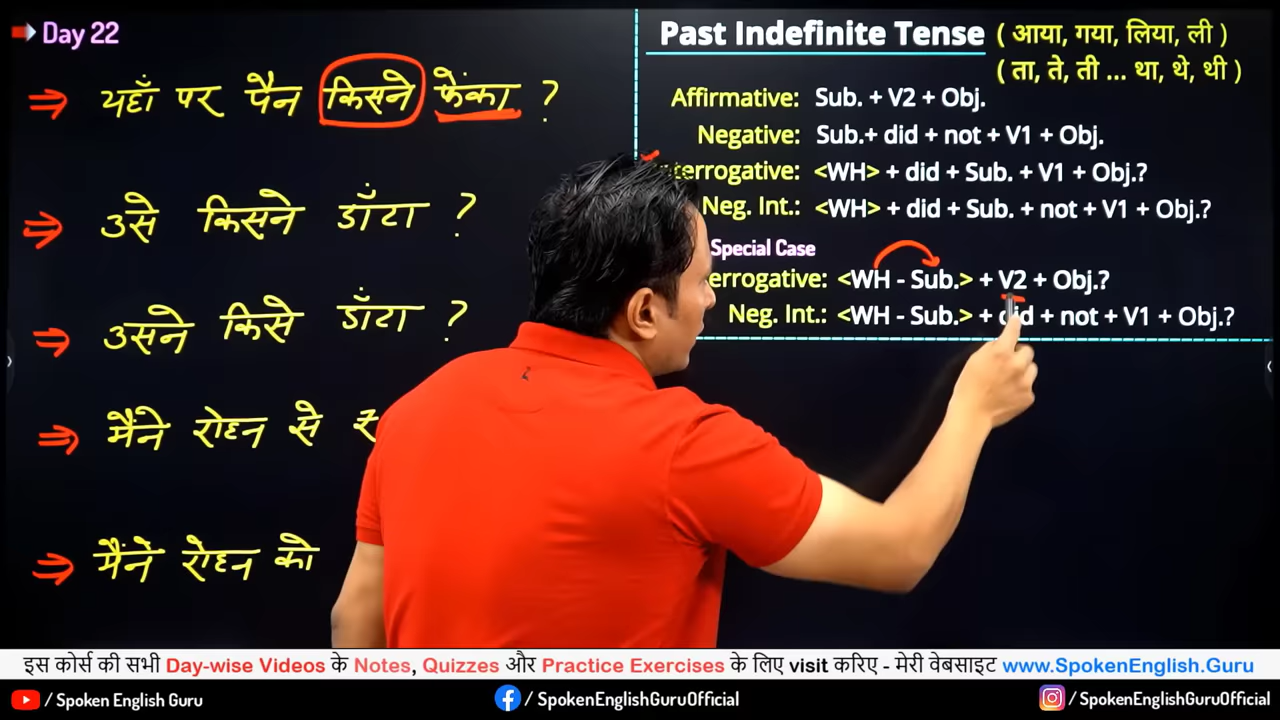 Day 22
⇒ यहाँ पर पैन किसने फेंका ?
⇒ उसे किसने डाँटा ?
⇒ उसने किसे डाँटा ?
⇒ मैंने रोहन से
⇒ मैंने रोहन को
Past Indefinite Tense ( आया, गया, लिया, ली )
( ता, ते, ती ... था, थे, थी )
Affirmative: Sub. + V2 + Obj.
Negative: Sub.+ did + not + V1 + Obj.
terrogative: <WH> + did + Sub. + V1 + Obj.?
Neg. Int.: <WH> + did + Sub. + not + V1 + Obj.?
Special Case
errogative: <WH - Sub.> + V2 + Obj.?
Neg. Int.: <WH - Sub.> + did + not + V1 + Obj.?
इस कोर्स की सभी Day-wise Videos के Notes, Quizzes और Practice Exercises के लिए visit करिए - मेरी वेबसाइट www.SpokenEnglish.Guru
/ Spoken English Guru
/ SpokenEnglishGuruOfficial
/ SpokenEnglishGuruOfficial